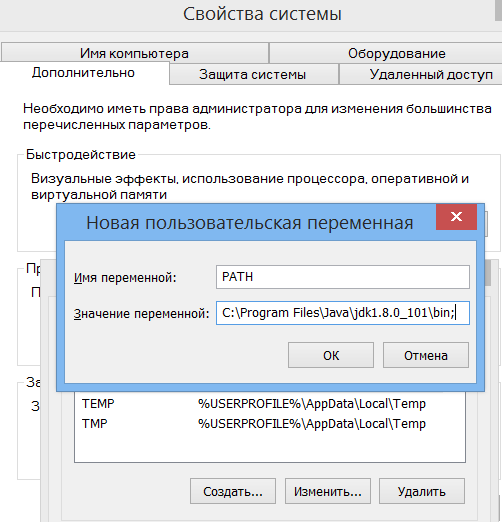 Свойства системы
Имя компьютера
Оборудование
Дополнительно
Защита системы
Удаленный доступ
Необходимо иметь права администратора для изменения большинства
перечисленных параметров.
Быстродействие
Визуальные эффекты, использование процессора, оперативной и
виртуальной памяти
Новая пользовательская переменная
Имя переменной:
PATH
Значение переменной:
C:\Program Files\Java\jdk1.8.0_101\bin;
ОК
Отмена
TEMP %USERPROFILE%\AppData\Local\Temp
TMP %USERPROFILE%\AppData\Local\Temp
Создать...
Изменить...
Удалить